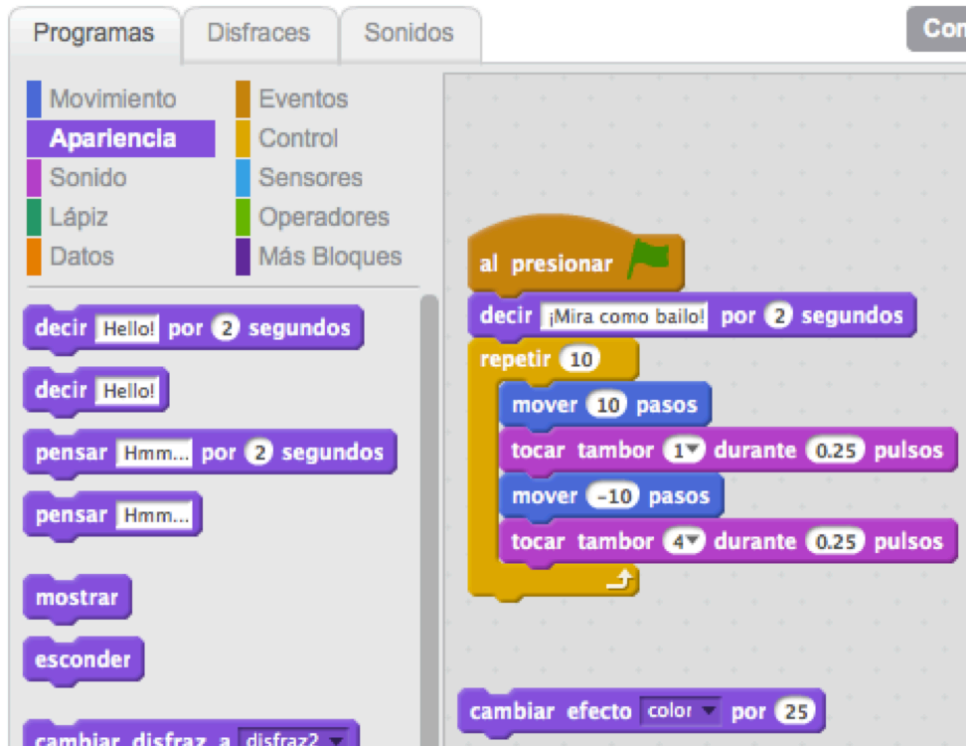 Programas Disfraces Sonidos
Movimiento Eventos
Apariencia Control
Sonido Sensores
Lápiz Operadores
Datos Más Bloques
decir Hello! por 2 segundos
decir Hello!
pensar Hmm... por 2 segundos
pensar Hmm...
mostrar
esconder
cambiar disfraz a disfraz2
al presionar
decir ¡Mira como bailo! por 2 segundos
repetir 10
mover 10 pasos
tocar tambor 1 durante 0.25 pulsos
mover -10 pasos
tocar tambor 4 durante 0.25 pulsos
cambiar efecto color por 25